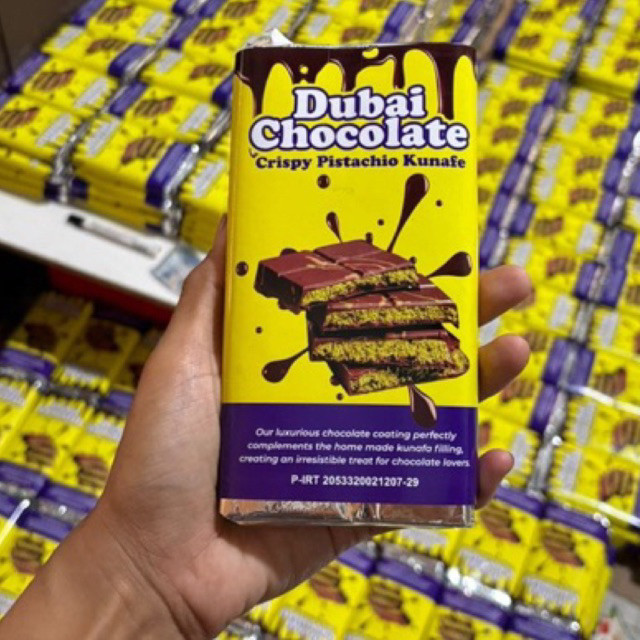 Dubai
Chocolate
Crispy Pistachio Kunafe
Our luxurious chocolate coating perfectly
complements the home made kunafa filling,
creating an irresistible treat for chocolate lovers
P-IRT 2053320021207-29